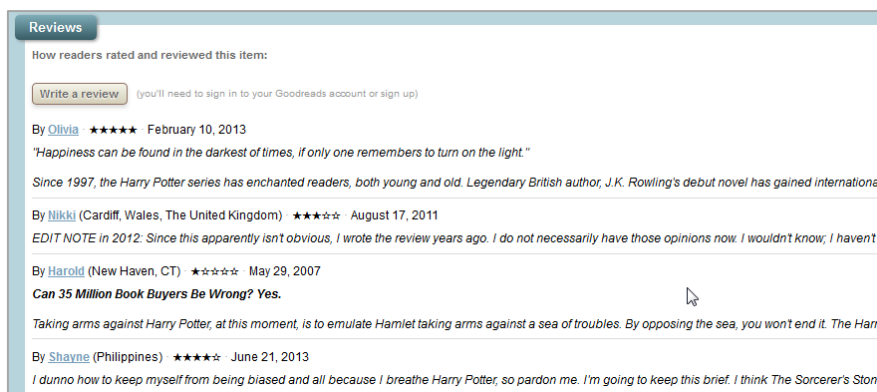 Reviews
How readers rated and reviewed this item:
Write a review (you'll need to sign in to your Goodreads account or sign up)
By Olivia · ★★★★★ · February 10, 2013
"Happiness can be found in the darkest of times, if only one remembers to turn on the light."
Since 1997, the Harry Potter series has enchanted readers, both young and old. Legendary British author, J.K. Rowling's debut novel has gained internationa
By Nikki (Cardiff, Wales, The United Kingdom) · ★★★☆☆ · August 17, 2011
EDIT NOTE in 2012: Since this apparently isn't obvious, I wrote the review years ago. I do not necessarily have those opinions now. I wouldn't know; I haven't
By Harold (New Haven, CT) · ★☆☆☆☆ · May 29, 2007
Can 35 Million Book Buyers Be Wrong? Yes.
Taking arms against Harry Potter, at this moment, is to emulate Hamlet taking arms against a sea of troubles. By opposing the sea, you won't end it. The Harr
By Shayne (Philippines) · ★★★★☆ · June 21, 2013
I dunno how to keep myself from being biased and all because I breathe Harry Potter, so pardon me. I'm going to keep this brief. I think The Sorcerer's Ston